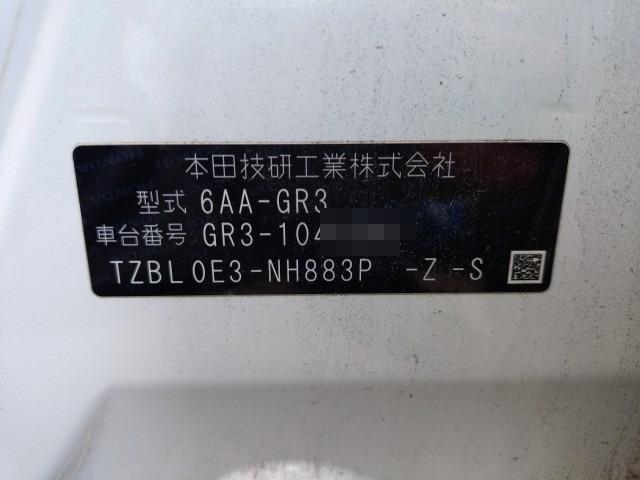 本田技研工業株式会社
型式 6AA-GR3
車台番号 GR3-104
TZBL0E3-NH883P -Z -S